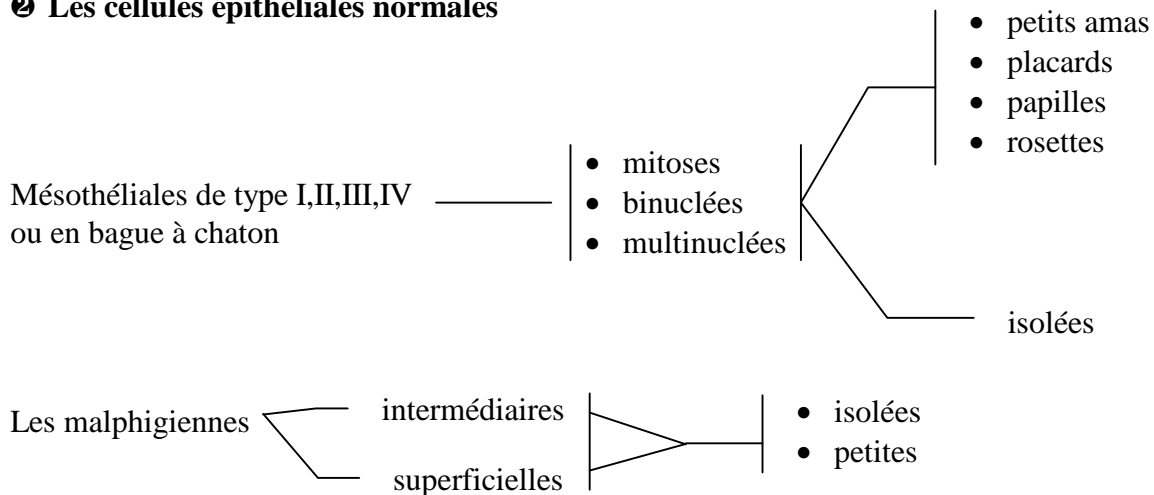 ❷ Les cellules épithéliales normales
• petits amas
• placards
• papilles
• rosettes
Mésothéliales de type I,II,III,IV
ou en bague à chaton
• mitoses
• binuclées
• multinuclées
isolées
Les malphigiennes
intermédiaires
superficielles
• isolées
• petites